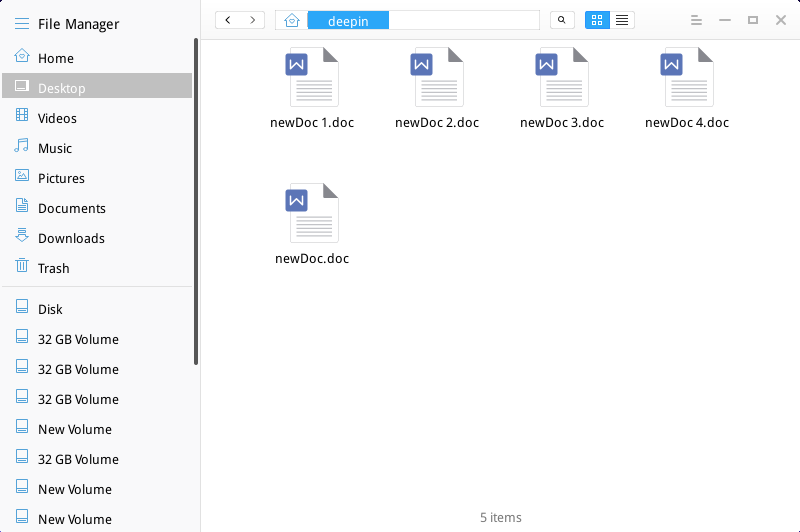 File Manager
deepin
Home
Desktop
Videos
Music
Pictures
Documents
Downloads
Trash
Disk
32 GB Volume
32 GB Volume
32 GB Volume
New Volume
32 GB Volume
New Volume
New Volume
newDoc 1.doc
newDoc 2.doc
newDoc 3.doc
newDoc 4.doc
newDoc.doc
5 items